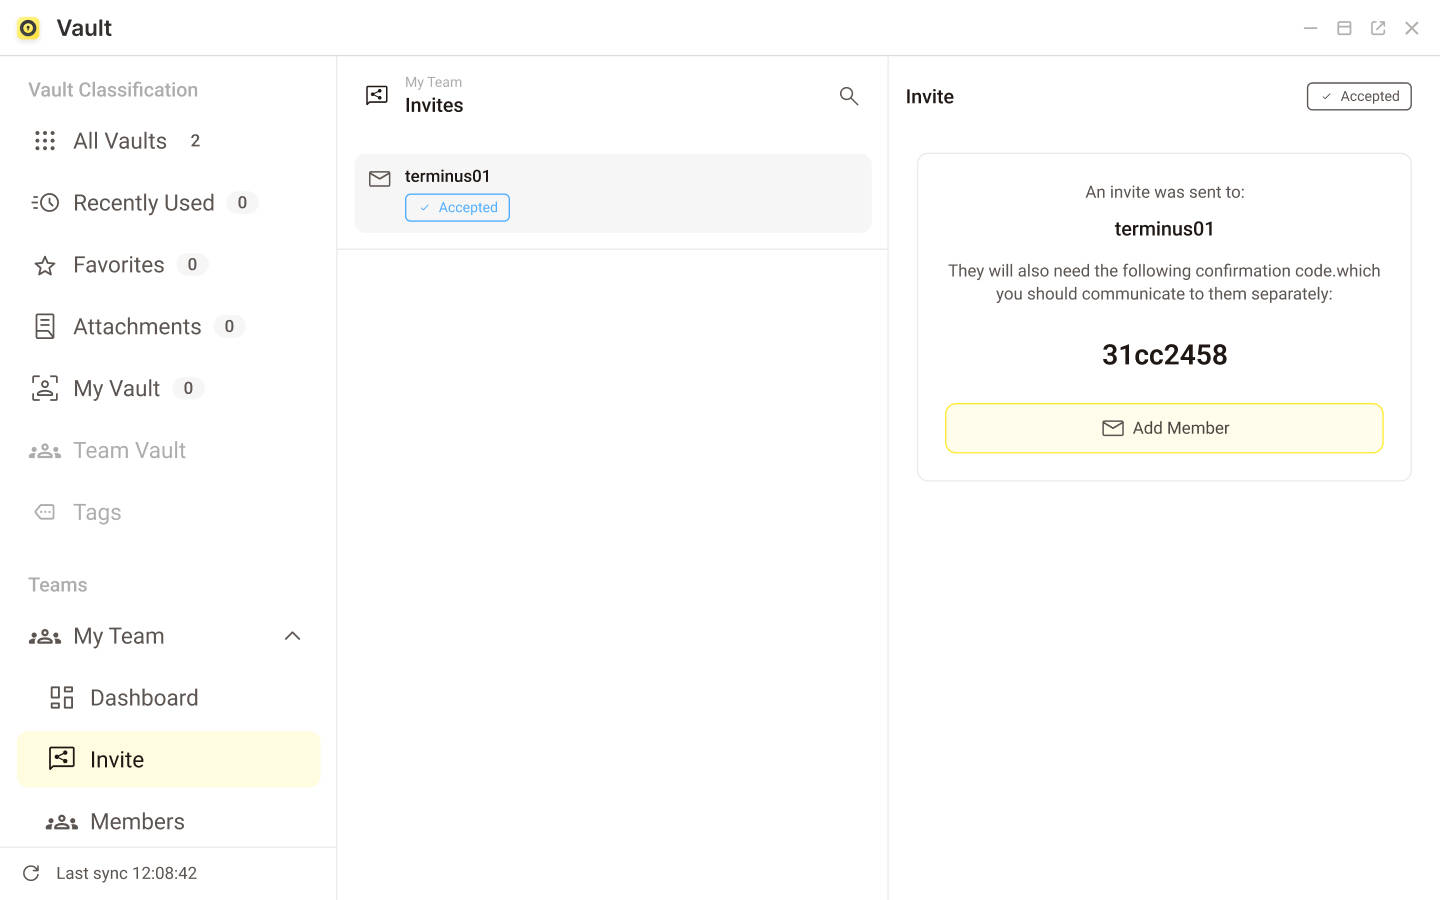 Vault
Vault Classification
All Vaults 2
Recently Used 0
Favorites 0
Attachments 0
My Vault 0
Team Vault
Tags
Teams
My Team
Dashboard
Invite
Members
Last sync 12:08:42
My Team
Invites
terminus01
Accepted
Invite
Accepted
An invite was sent to:
terminus01
They will also need the following confirmation code.which
you should communicate to them separately:
31cc2458
Add Member